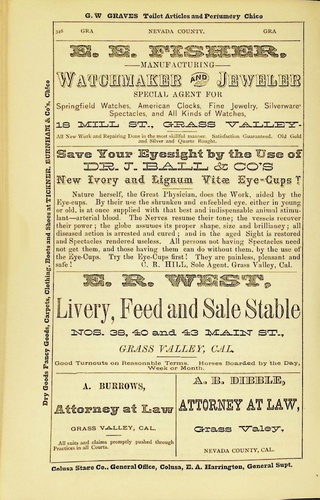 G. W GRAVES Toilet Articles and Perfumery Chico
346 GRA NEVADA COUNTY. GRA
E. E. FISHER,
MANUFACTURING
WATCHMAKER AND JEWELER
SPECIAL AGENT FOR
Springfield Watches, American Clocks, Fine Jewelry, Silverware
Spectacles, and All Kinds of Watches,
18 MILL ST., GRASS VALLEY.
All New Work and Repairing Done in the most skillful manner. Satisfaction Guaranteed. Old Gold
and Silver and Quartz Bought.
Save Your Eyesight by the Use of
DR. J. BALL & CO'S
New Ivory and Lignum Vitæ Eye-Cups!
Nature herself, the Great Physician, does the Work, aided by the
Eye-cups. By their use the shrunken and enfeebled eye, either in young
or old, is at once supplied with that best and indispensable animal stimu-
lant—arterial blood. The Nerves resume their tone; the vessels recover
their power; the globe assumes its proper shape, size and brilliancy; all
diseased action is arrested and cured; and in the aged Sight is restored
and Spectacles rendered useless. All persons not having Spectacles need
not get them, and those having them can do without them, by the use of
the Eye-Cups. Try the Eye-Cups first! They are painless, pleasant and
safe! C. R. HILL, Sole Agent, Grass Valley, Cal.
E. R. WEST,
Livery, Feed and Sale Stable
NOS. 38, 40 and 43 MAIN ST.,
GRASS VALLEY, CAL.
Good Turnouts on Reasonable Terms. Horses Boarded by the Day,
Week or Month.
A. BURROWS,
Attorney at Law
GRASS VALLEY, CAL.
All suits and claims promptly pushed through
Practices in all Courts.
A. B. DIBBLE,
ATTORNEY AT LAW,
Grass Valey,
NEVADA COUNTY, CAL.
Colusa Stare Co., General Office, Colusa, E. A. Harrington, General Supt.
Dry Goods Fancy Goods, Carpets, Clothing, Boots and Shoes at TICKNER, BURNHAM & Co's, Chico